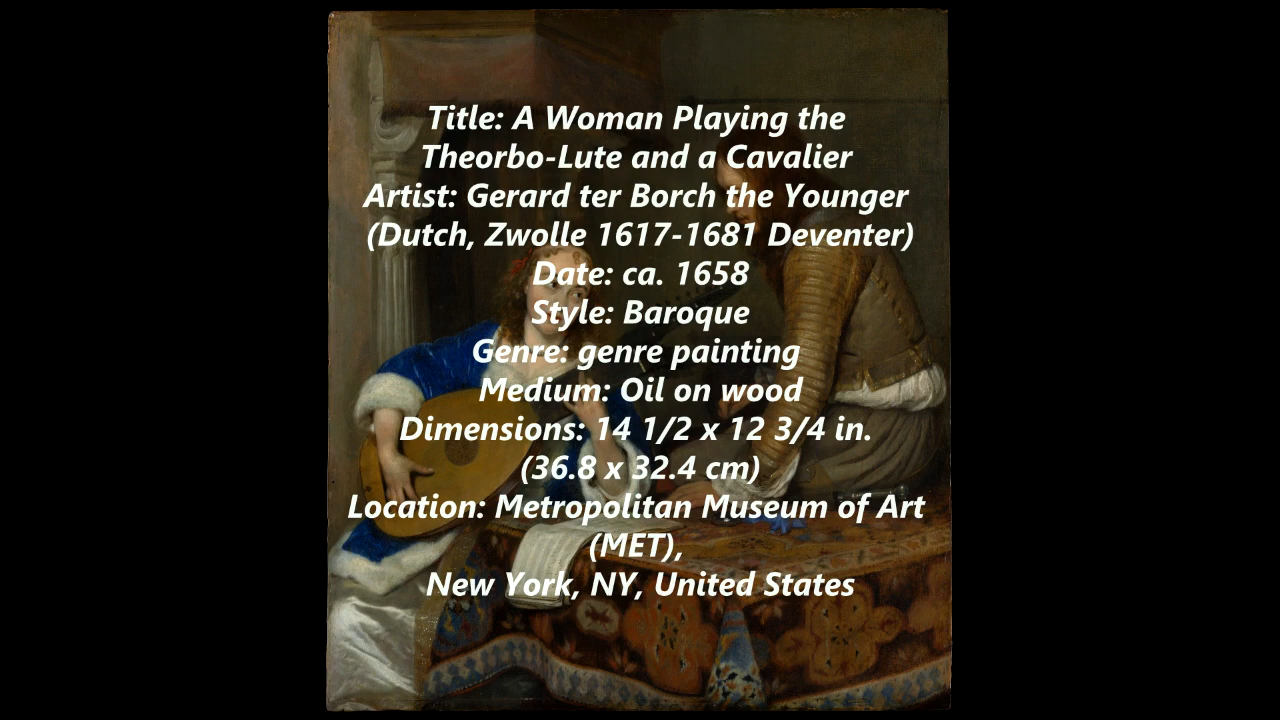 Title: A Woman Playing the
Theorbo-Lute and a Cavalier
Artist: Gerard ter Borch the Younger
(Dutch, Zwolle 1617-1681 Deventer)
Date: ca. 1658
Style: Baroque
Genre: genre painting
Medium: Oil on wood
Dimensions: 14 1/2 x 12 3/4 in.
(36.8 x 32.4 cm)
Location: Metropolitan Museum of Art
(MET),
New York, NY, United States